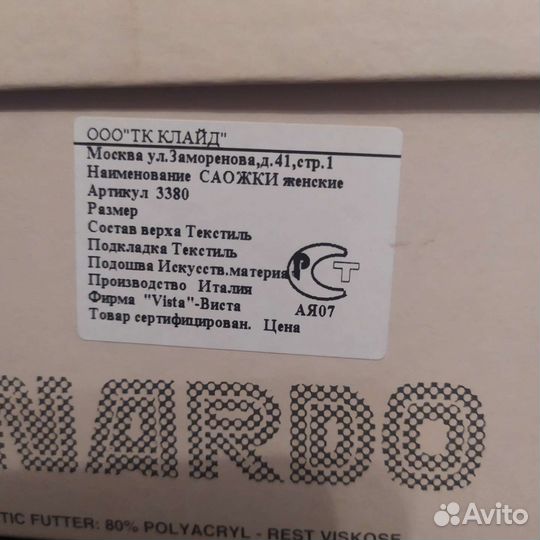 ООО"ТК КЛАЙД"
Москва ул.Заморенова,д.41,стр.1
Наименование САОЖКИ женские
Артикул 3380
Размер
Состав верха Текстиль
Подкладка Текстиль
Подошва Искусств.материа
Производство Италия
Фирма "Vista"-Виста
Товар сертифицирован. Цена
РСТ
АЯ07
NARDO
TIC FUTTER: 80% POLYACRYL - REST VISKOSE
Avito